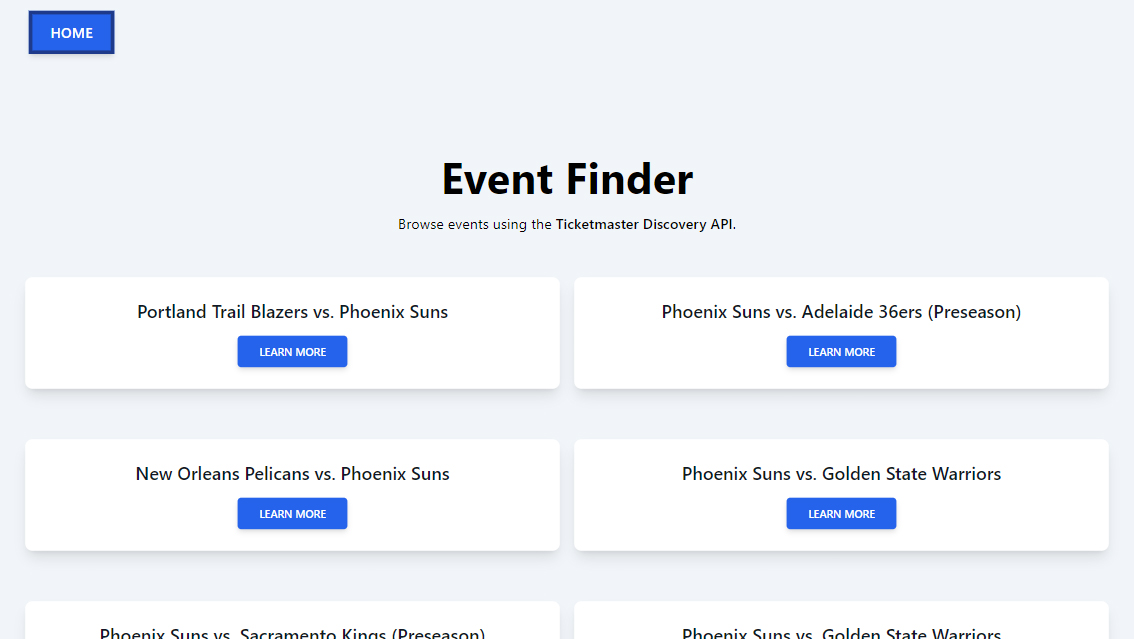 HOME
Event Finder
Browse events using the Ticketmaster Discovery API.
Portland Trail Blazers vs. Phoenix Suns
LEARN MORE
Phoenix Suns vs. Adelaide 36ers (Preseason)
LEARN MORE
New Orleans Pelicans vs. Phoenix Suns
LEARN MORE
Phoenix Suns vs. Golden State Warriors
LEARN MORE
Phoenix Suns vs. Sacramento Kings (Preseason)
Phoenix Suns vs. Golden State Warriors